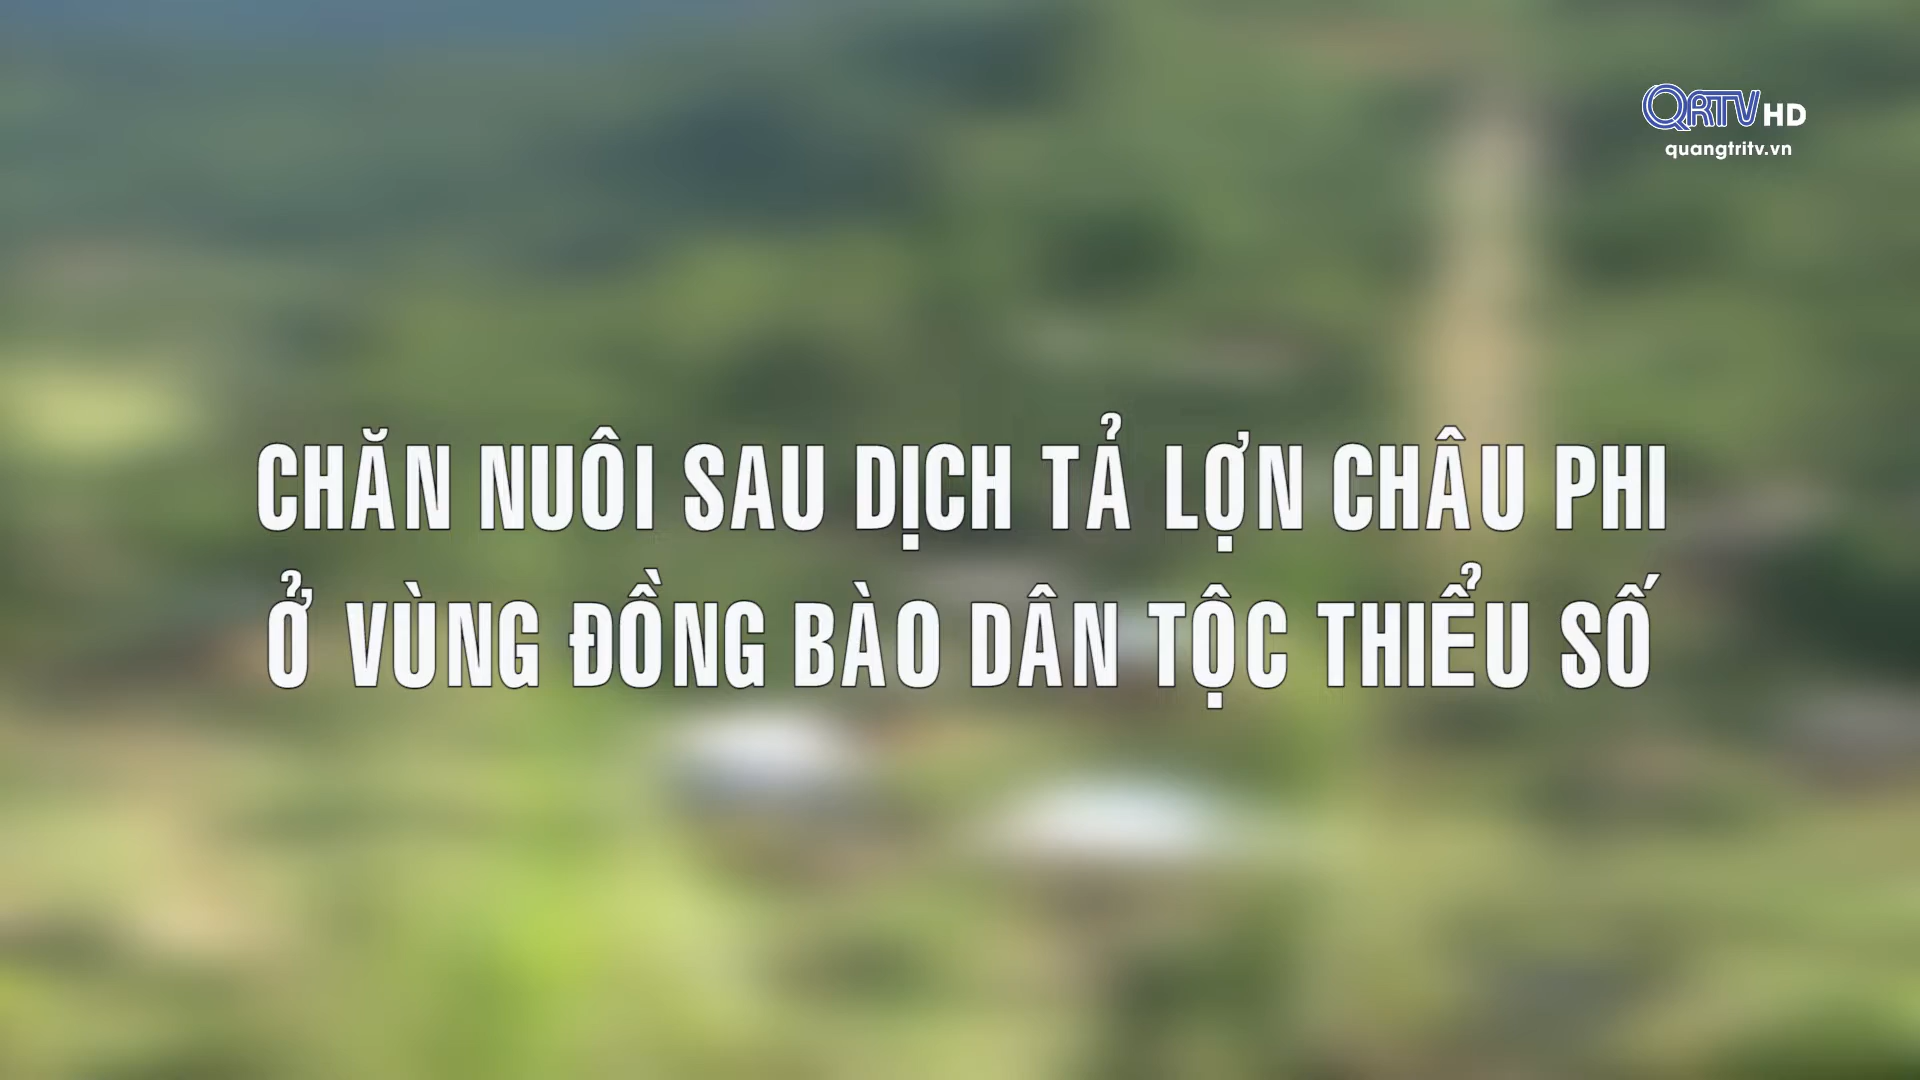 QRTV HD
quangtritv.vn
CHĂN NUÔI SAU DỊCH TẢ LỢN CHÂU PHI
Ở VÙNG ĐỒNG BÀO DÂN TỘC THIỂU SỐ